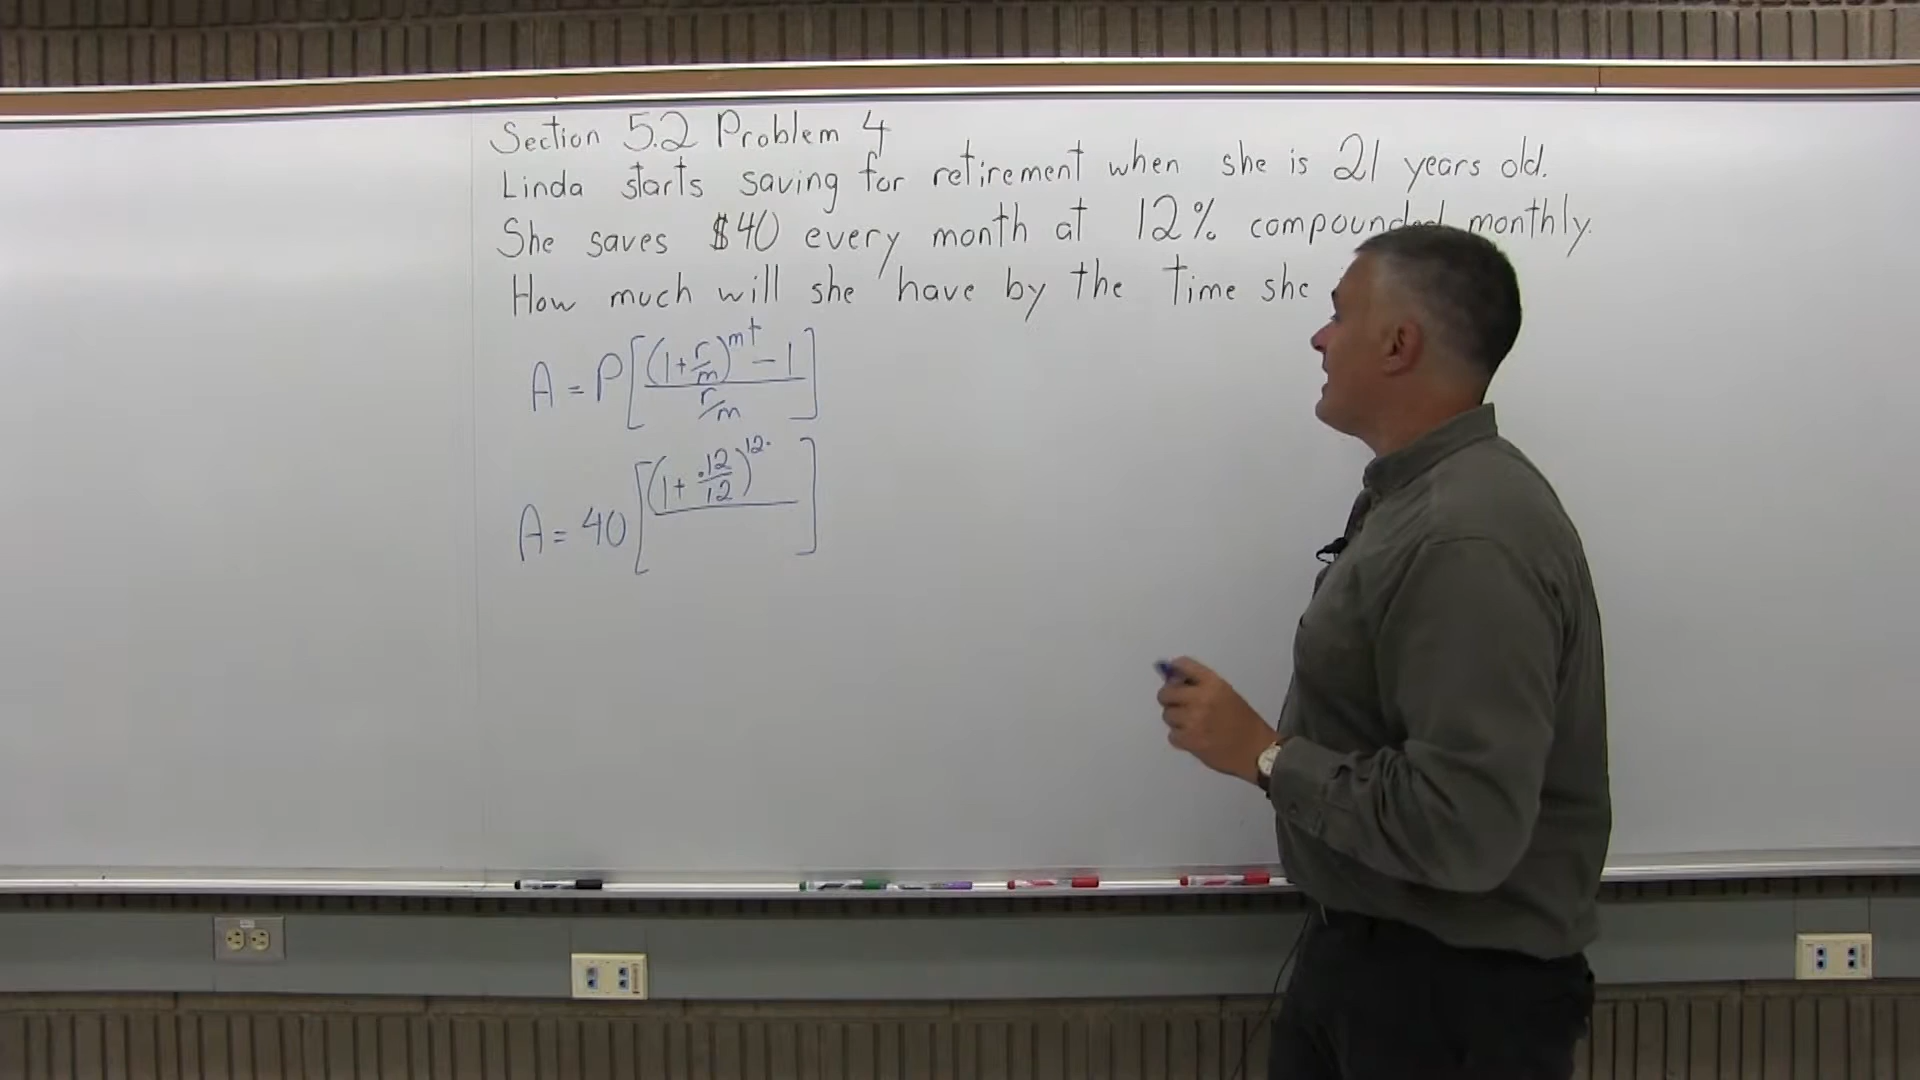 Section 5.2 Problem 4
Linda starts saving for retirement when she is 21 years old.
She saves $40 every month at 12% compounded monthly.
How much will she have by the time she
A = P[((1+r/m)^mt − 1)/(r/m)]
A = 40[(1+.12/12)^12·]